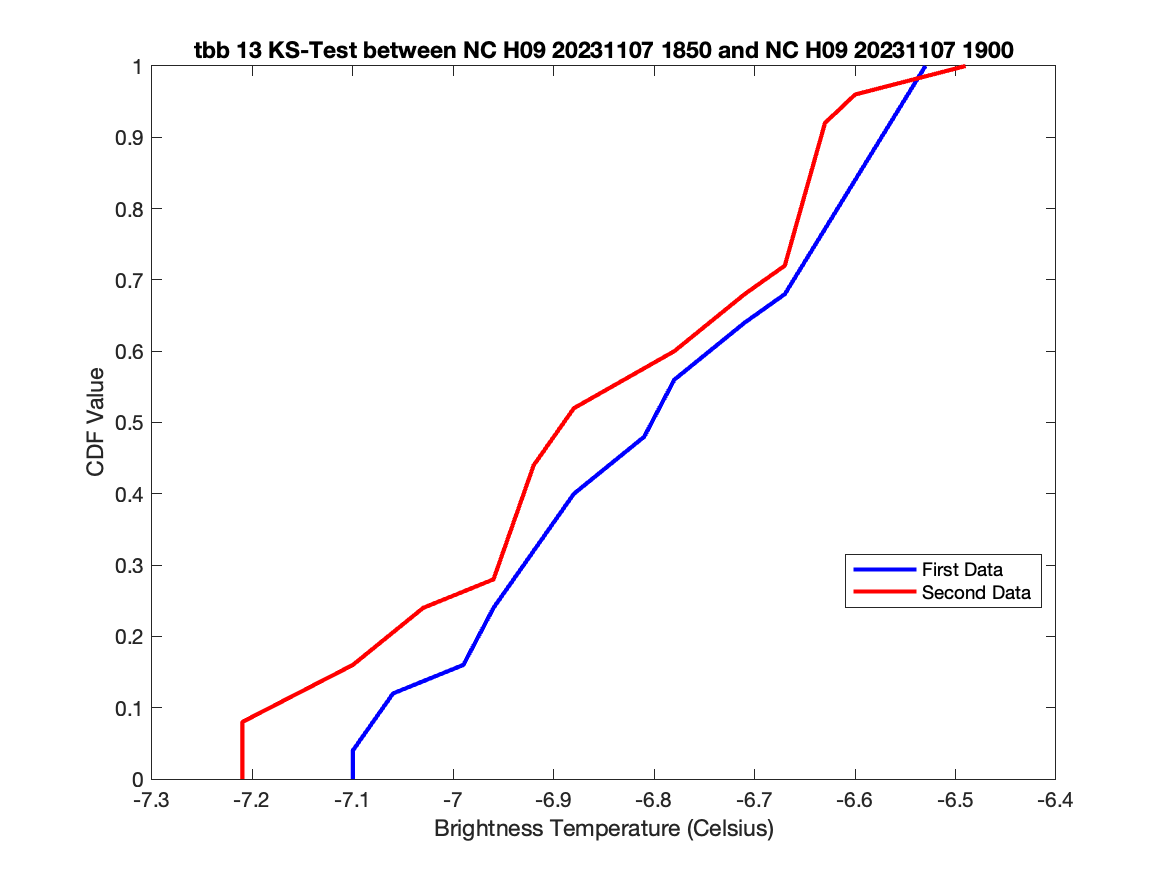 tbb 13 KS-Test between NC H09 20231107 1850 and NC H09 20231107 1900
1
0.9
0.8
0.7
0.6
0.5
0.4
0.3
0.2
0.1
0
CDF Value
First Data
Second Data
-7.3 -7.2 -7.1 -7 -6.9 -6.8 -6.7 -6.6 -6.5 -6.4
Brightness Temperature (Celsius)